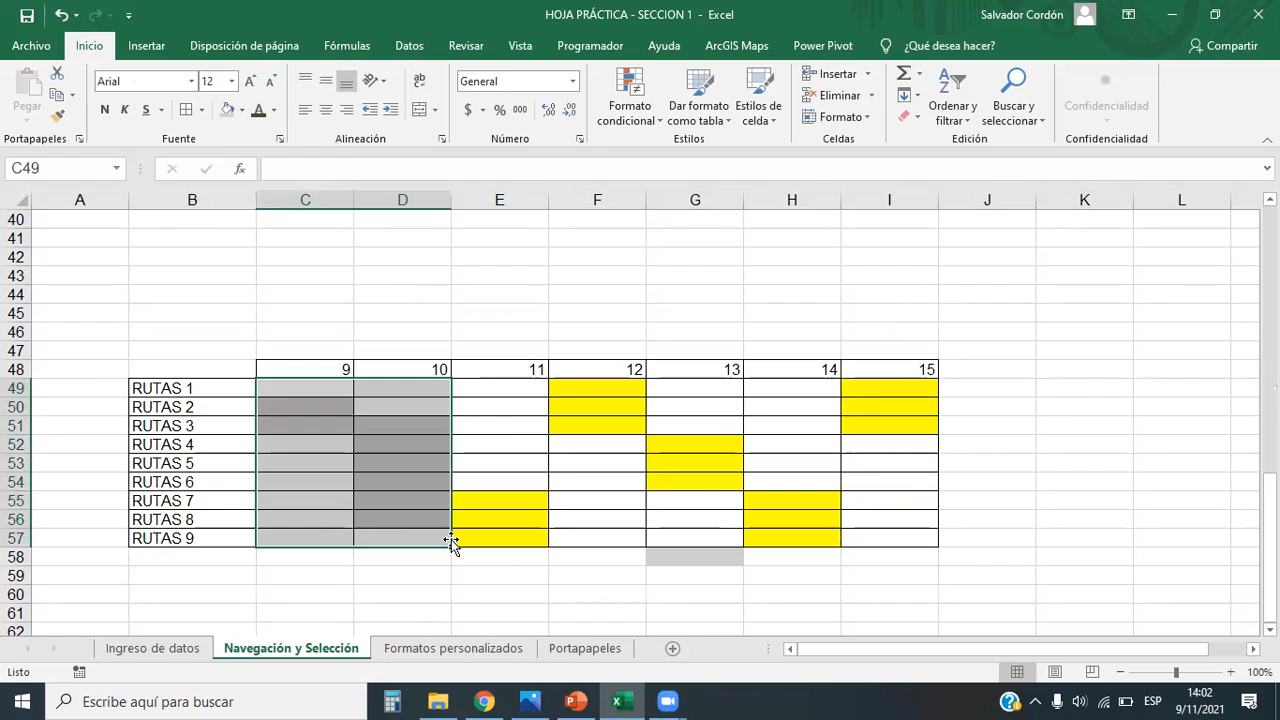 HOJA PRÁCTICA - SECCION 1 - Excel
Salvador Cordón
Archivo Inicio Insertar Disposición de página Fórmulas Datos Revisar Vista Programador Ayuda ArcGIS Maps Power Pivot ¿Qué desea hacer? Compartir
Pegar
Portapapeles
Arial 12
N K S
Fuente
ab
Alineación
General
$ % 000
Número
Formato condicional
Dar formato como tabla
Estilos de celda
Estilos
Insertar
Eliminar
Formato
Celdas
Ordenar y filtrar
Buscar y seleccionar
Edición
Confidencialidad
Confidencialidad
C49
fx
A B C D E F G H I J K L
40
41
42
43
44
45
46
47
48 9 10 11 12 13 14 15
49 RUTAS 1
50 RUTAS 2
51 RUTAS 3
52 RUTAS 4
53 RUTAS 5
54 RUTAS 6
55 RUTAS 7
56 RUTAS 8
57 RUTAS 9
58
59
60
61
62
Ingreso de datos Navegación y Selección Formatos personalizados Portapapeles
Listo 100%
Escribe aquí para buscar ESP 14:02
9/11/2021